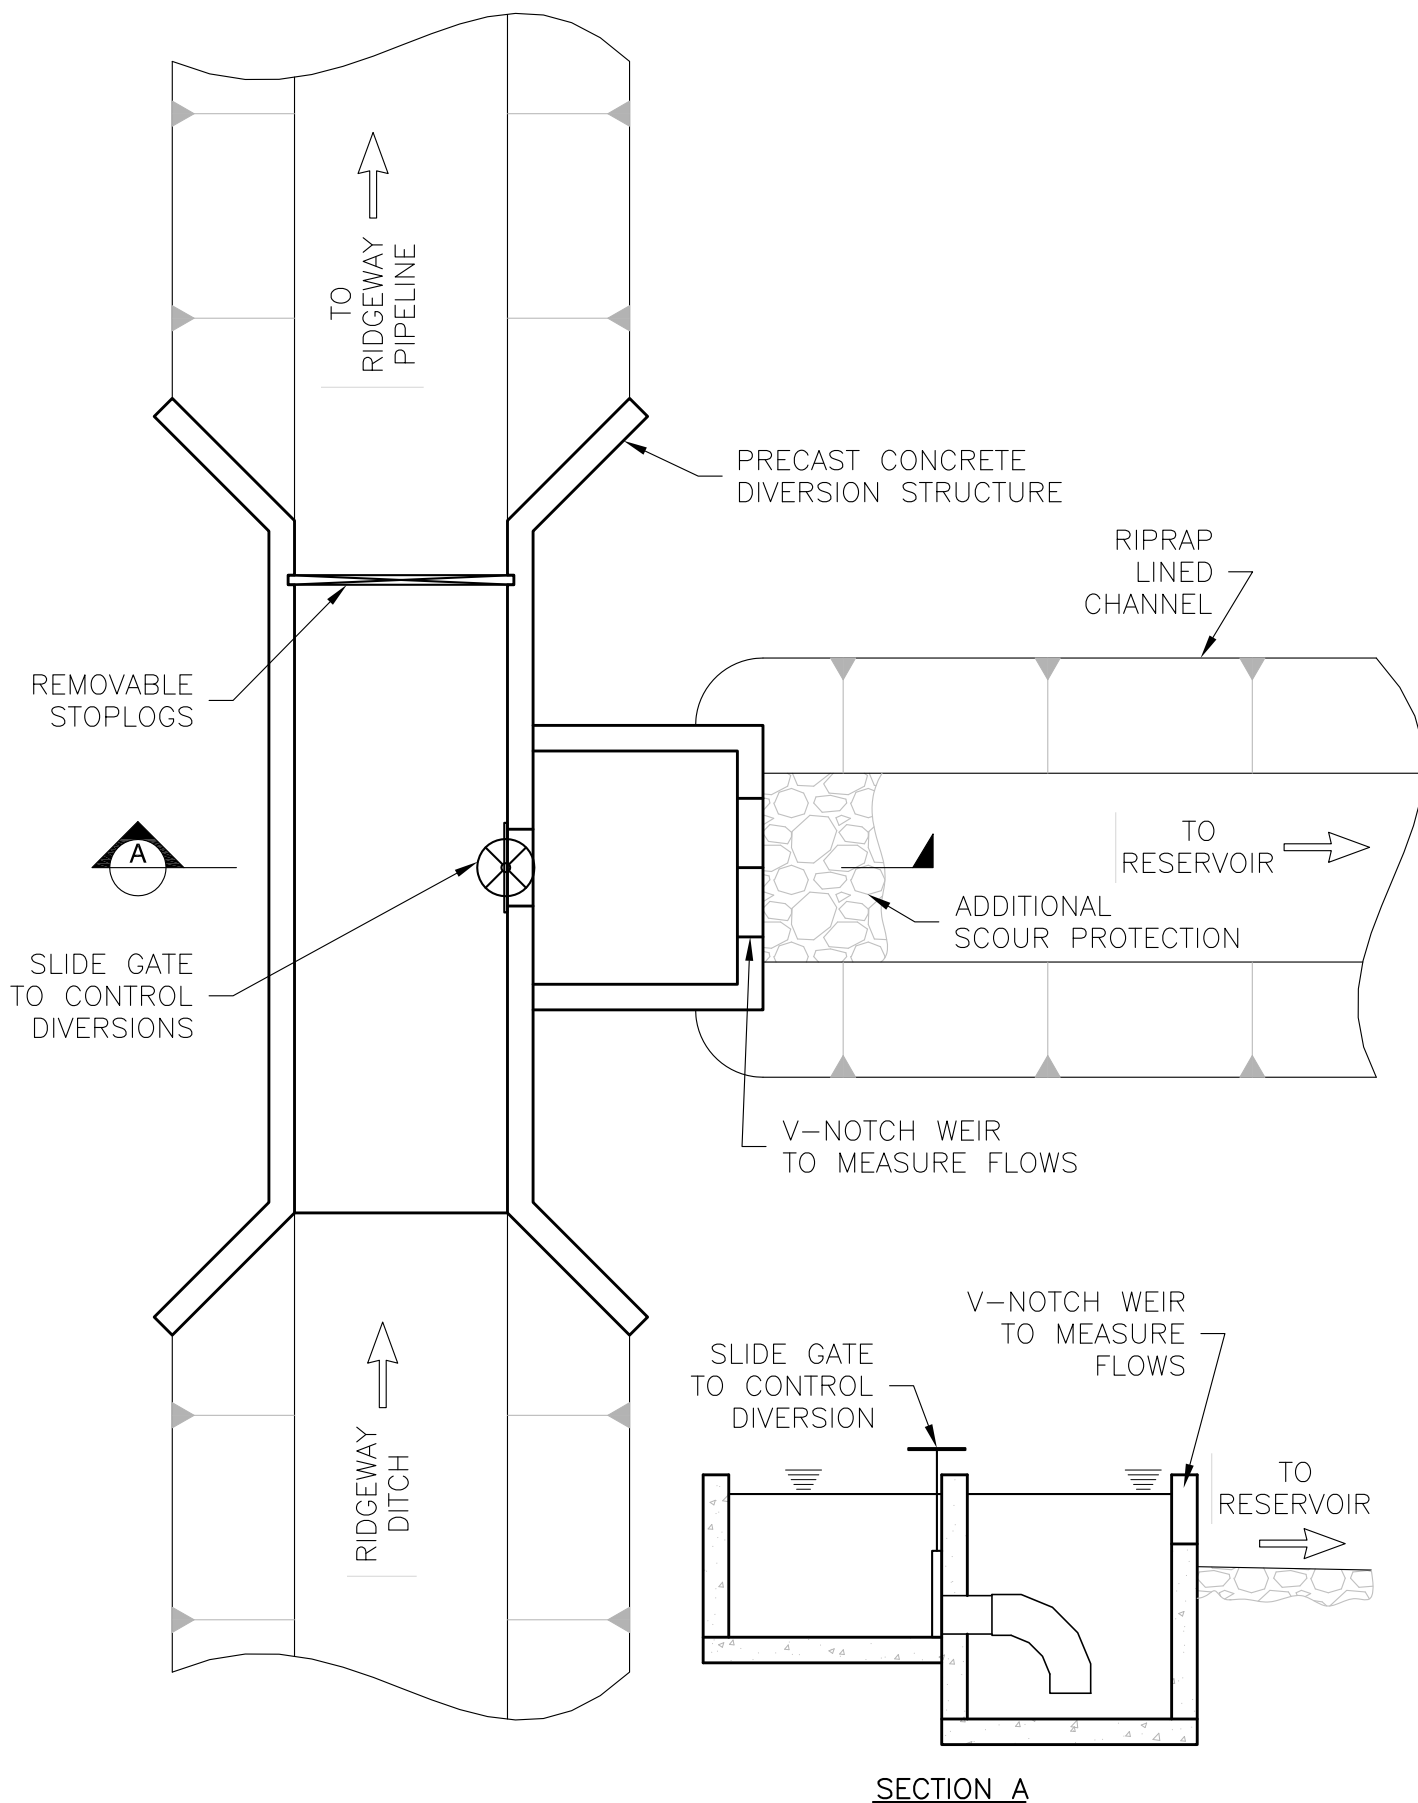 TO
RIDGEWAY
PIPELINE
PRECAST CONCRETE
DIVERSION STRUCTURE
RIPRAP
LINED
CHANNEL
REMOVABLE
STOPLOGS
A
TO
RESERVOIR
ADDITIONAL
SCOUR PROTECTION
SLIDE GATE
TO CONTROL
DIVERSIONS
V-NOTCH WEIR
TO MEASURE FLOWS
RIDGEWAY
DITCH
V-NOTCH WEIR
TO MEASURE
FLOWS
SLIDE GATE
TO CONTROL
DIVERSION
TO
RESERVOIR
SECTION A